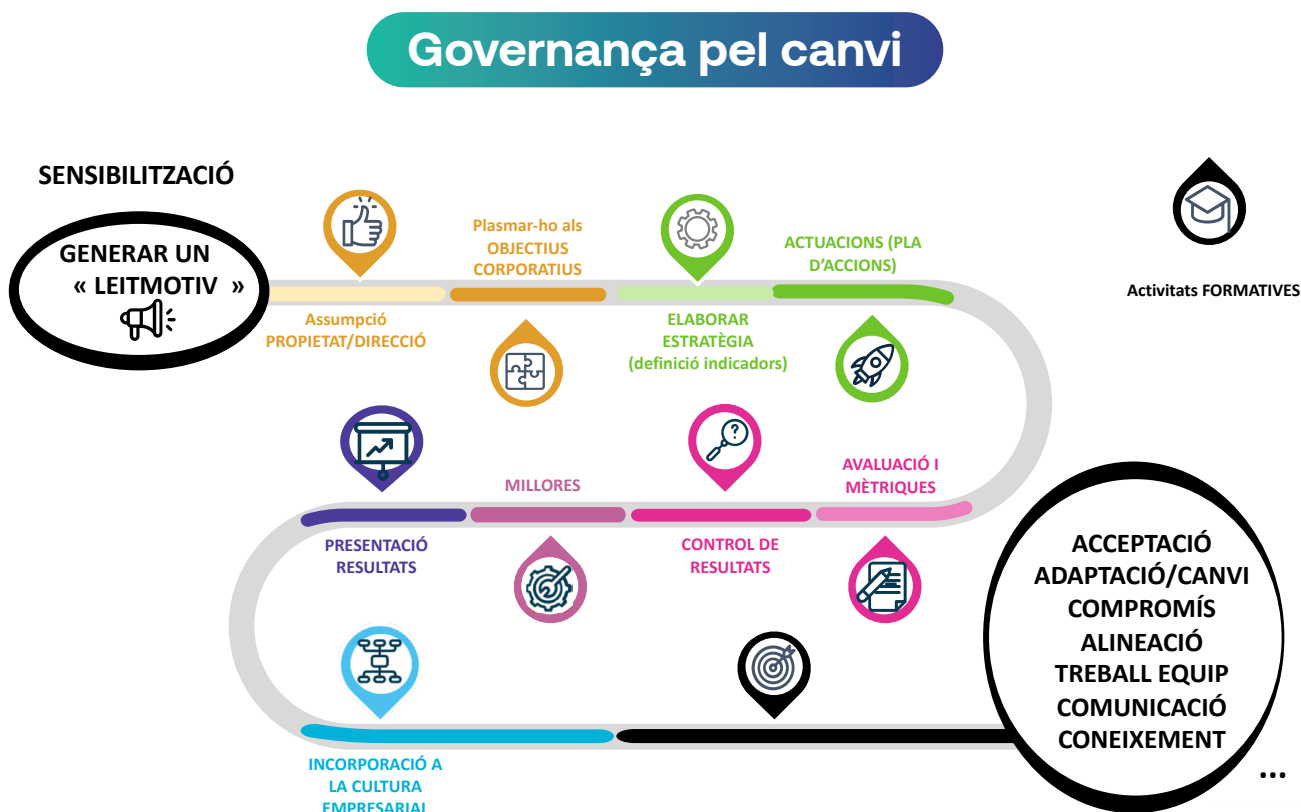 Governança pel canvi
SENSIBILITZACIÓ
GENERAR UN
« LEITMOTIV »
Assumpció
PROPIETAT/DIRECCIÓ
Plasmar-ho als
OBJECTIUS
CORPORATIUS
ELABORAR
ESTRATÈGIA
(definició indicadors)
ACTUACIONS (PLA
D’ACCIONS)
Activitats FORMATIVES
AVALUACIÓ I
MÈTRIQUES
?
CONTROL DE
RESULTATS
MILLORES
PRESENTACIÓ
RESULTATS
INCORPORACIÓ A
LA CULTURA
EMPRESARIAL
ACCEPTACIÓ
ADAPTACIÓ/CANVI
COMPROMÍS
ALINEACIÓ
TREBALL EQUIP
COMUNICACIÓ
CONEIXEMENT
...